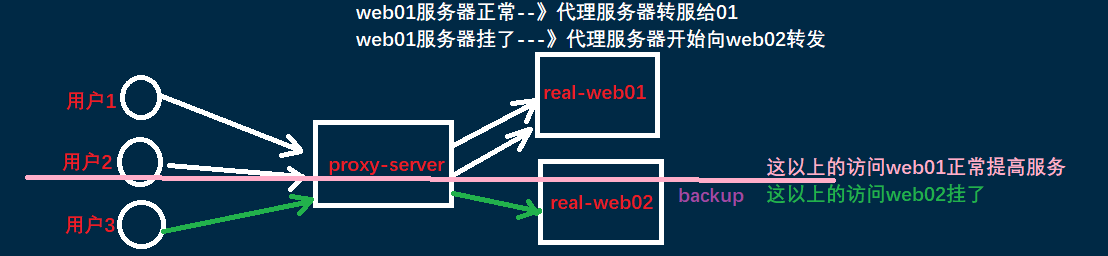 web01服务器正常--》代理服务器转服给01
web01服务器挂了---》代理服务器开始向web02转发
用户1
real-web01
用户2
proxy-server
这以上的访问web01正常提高服务
real-web02
backup
这以上的访问web02挂了
用户3